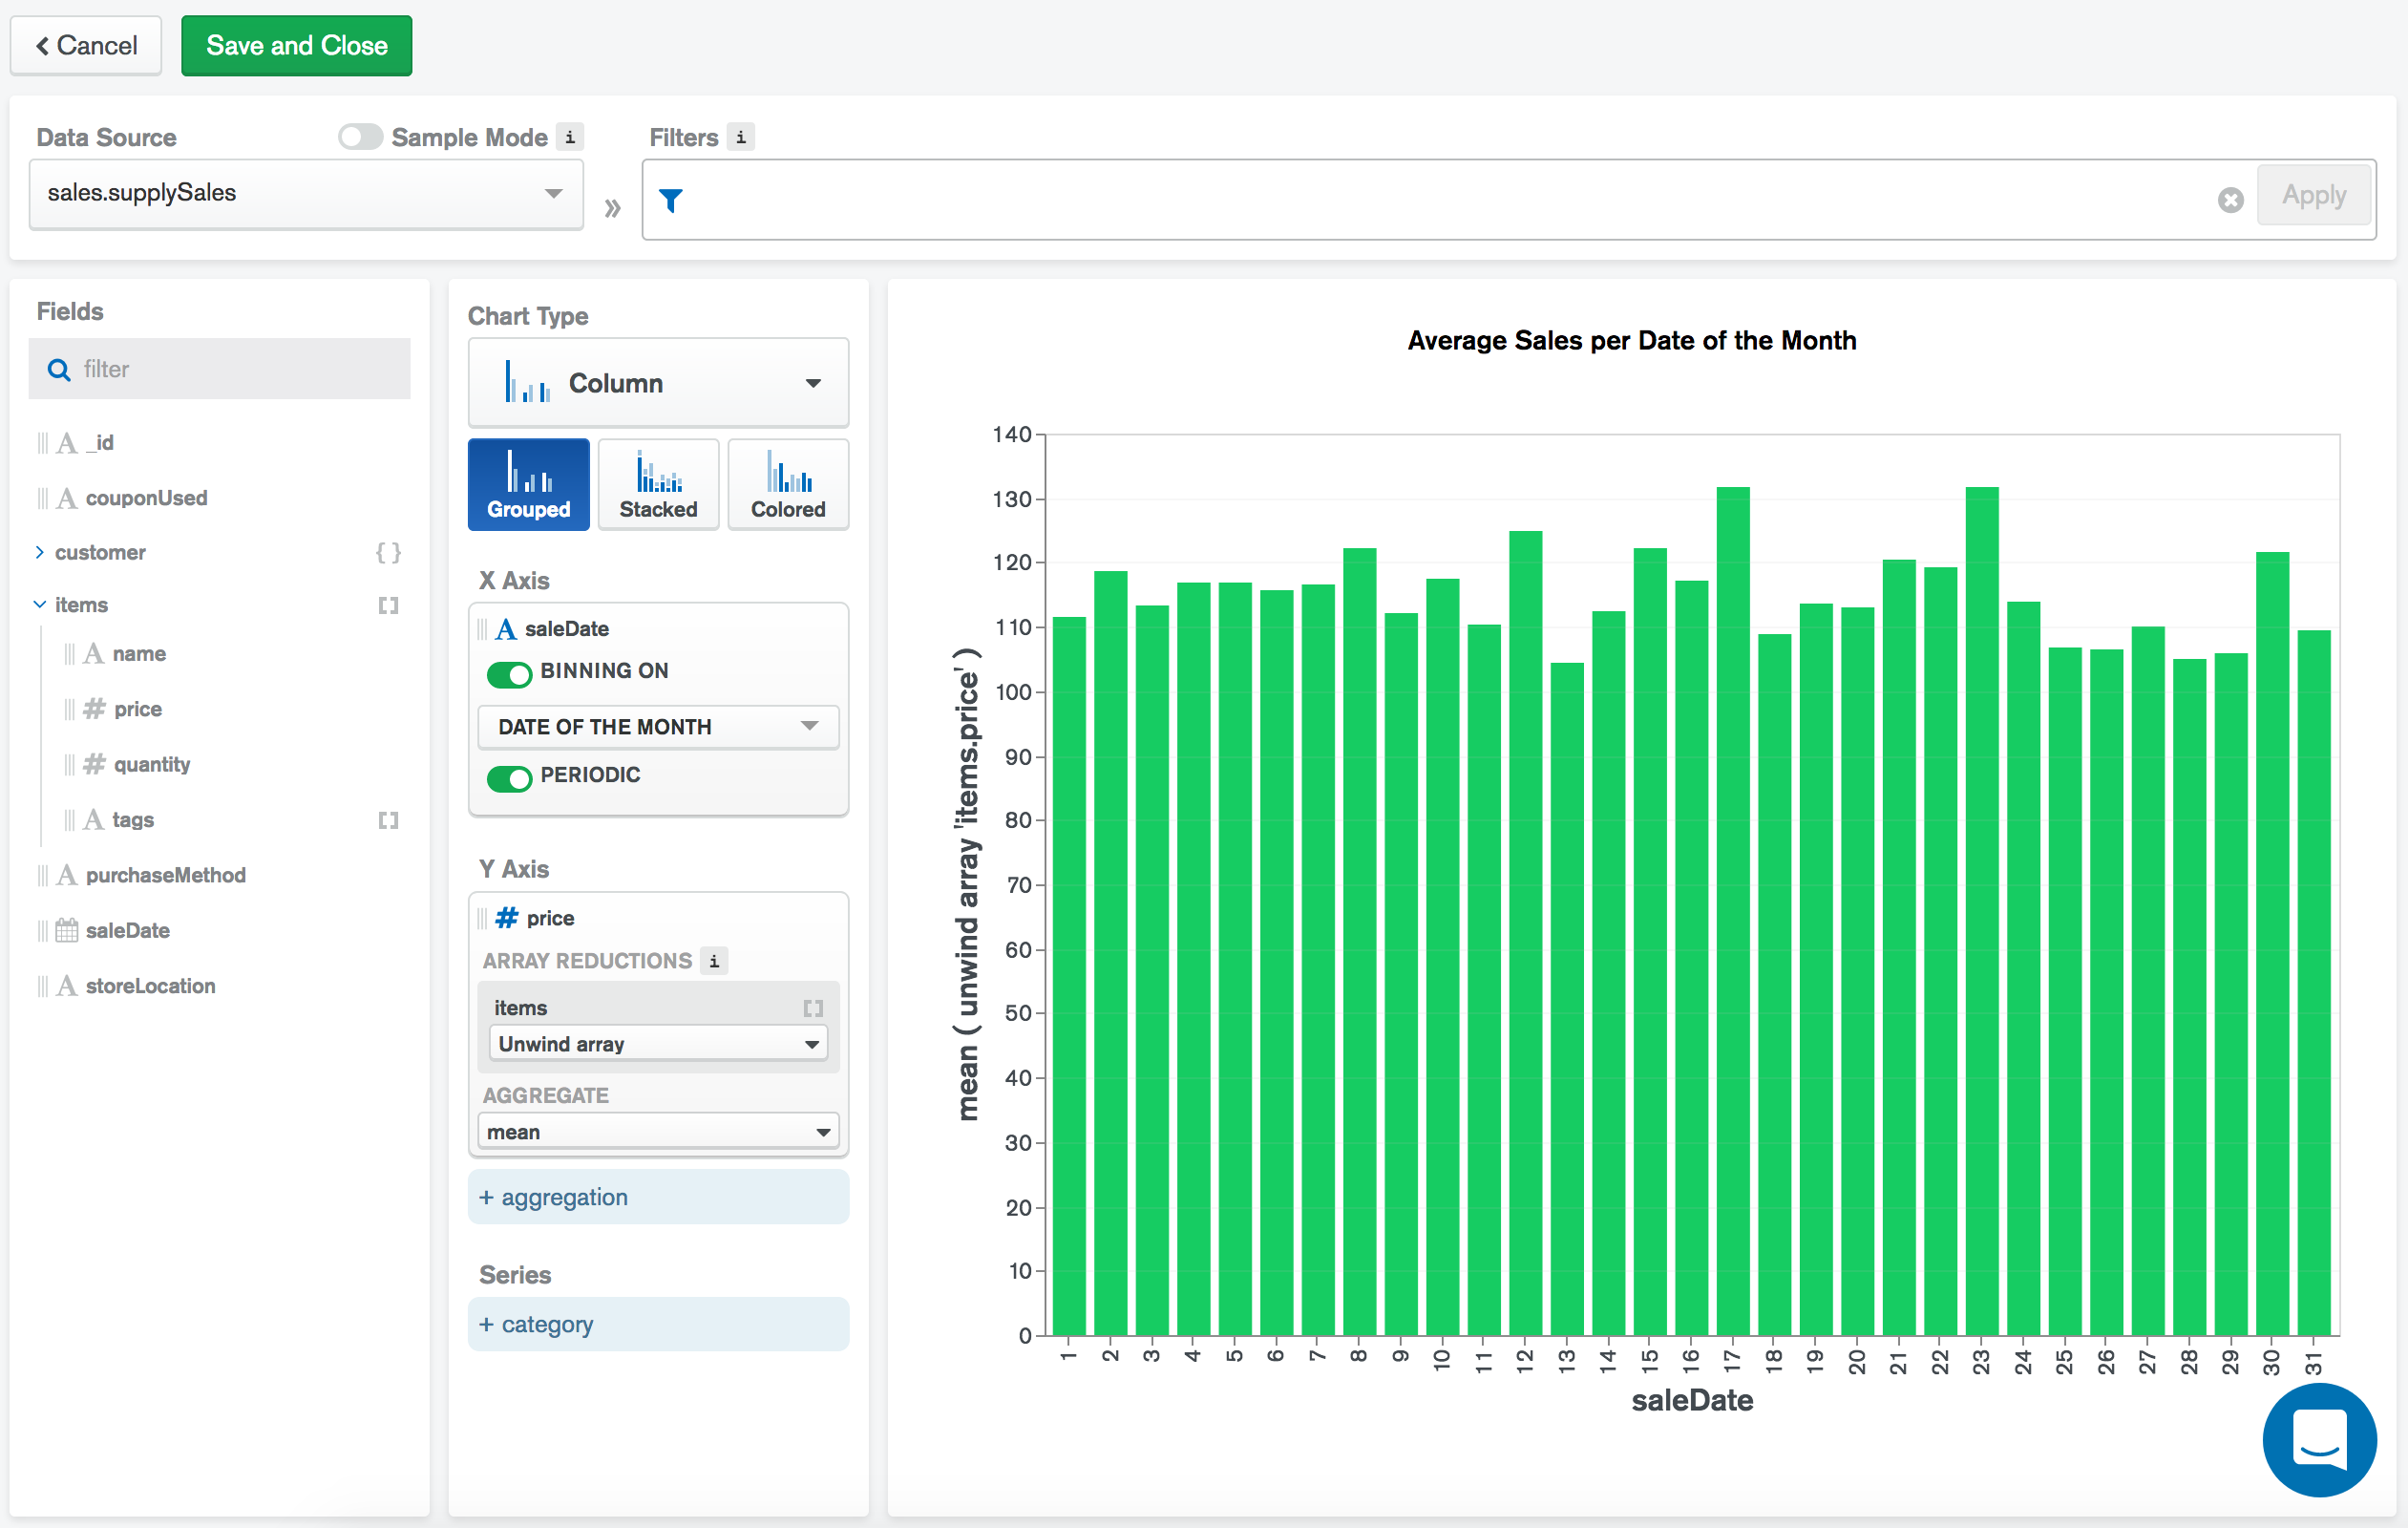 Cancel
Save and Close
Data Source
Sample Mode i
Filters i
sales.supplySales
»
Apply
Fields
filter
A _id
A couponUsed
customer { }
items [ ]
A name
# price
# quantity
A tags [ ]
A purchaseMethod
saleDate
A storeLocation
Chart Type
Column
Grouped
Stacked
Colored
X Axis
A saleDate
BINNING ON
DATE OF THE MONTH
PERIODIC
Y Axis
# price
ARRAY REDUCTIONS i
items [ ]
Unwind array
AGGREGATE
mean
+ aggregation
Series
+ category
Average Sales per Date of the Month
mean ( unwind array 'items.price' )
140
130
120
110
100
90
80
70
60
50
40
30
20
10
0
1 2 3 4 5 6 7 8 9 10 11 12 13 14 15 16 17 18 19 20 21 22 23 24 25 26 27 28 29 30 31
saleDate